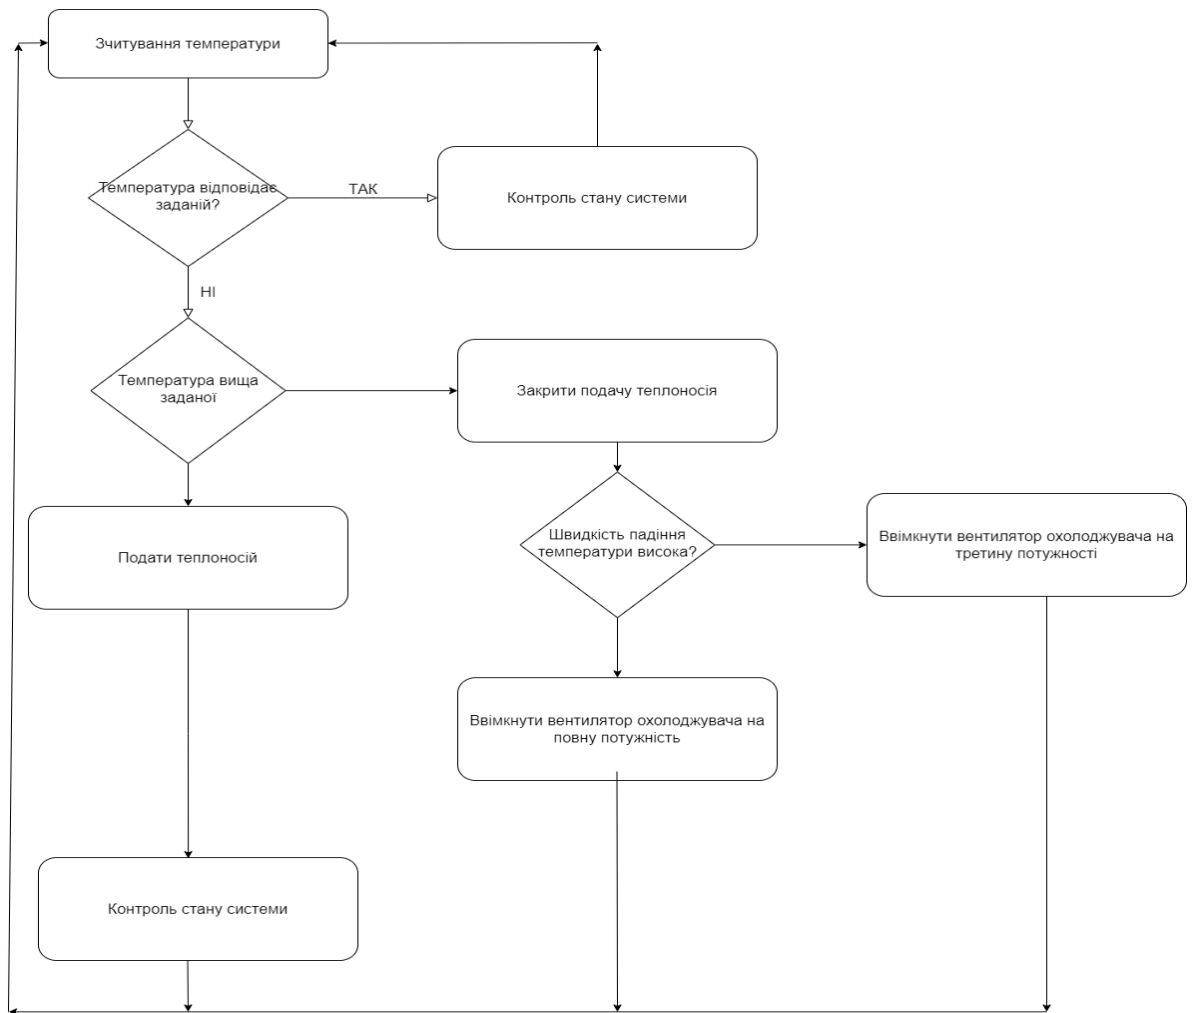 Зчитування температури
Температура відповідає
заданій?
ТАК
Контроль стану системи
НІ
Температура вища
заданої
Закрити подачу теплоносія
Швидкість падіння
температури висока?
Ввімкнути вентилятор охолоджувача на
третину потужності
Подати теплоносій
Ввімкнути вентилятор охолоджувача на
повну потужність
Контроль стану системи